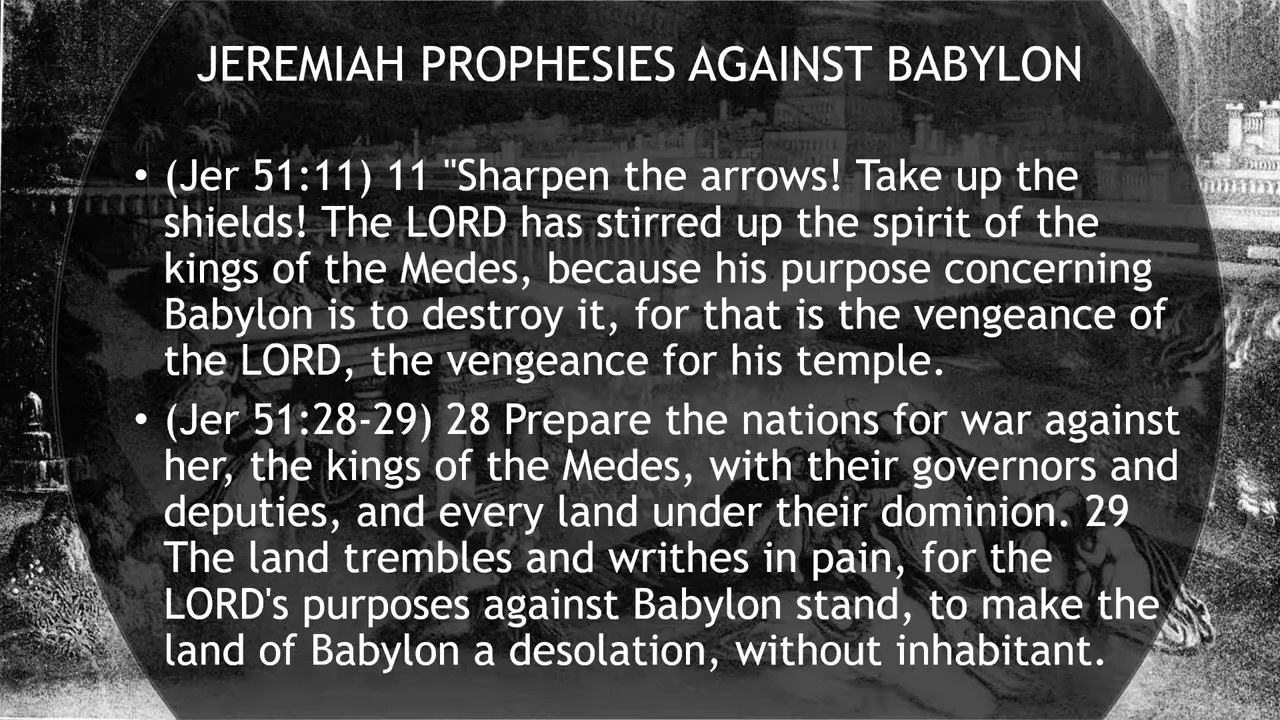 JEREMIAH PROPHESIES AGAINST BABYLON
• (Jer 51:11) 11 "Sharpen the arrows! Take up the
shields! The LORD has stirred up the spirit of the
kings of the Medes, because his purpose concerning
Babylon is to destroy it, for that is the vengeance of
the LORD, the vengeance for his temple.
• (Jer 51:28-29) 28 Prepare the nations for war against
her, the kings of the Medes, with their governors and
deputies, and every land under their dominion. 29
The land trembles and writhes in pain, for the
LORD's purposes against Babylon stand, to make the
land of Babylon a desolation, without inhabitant.